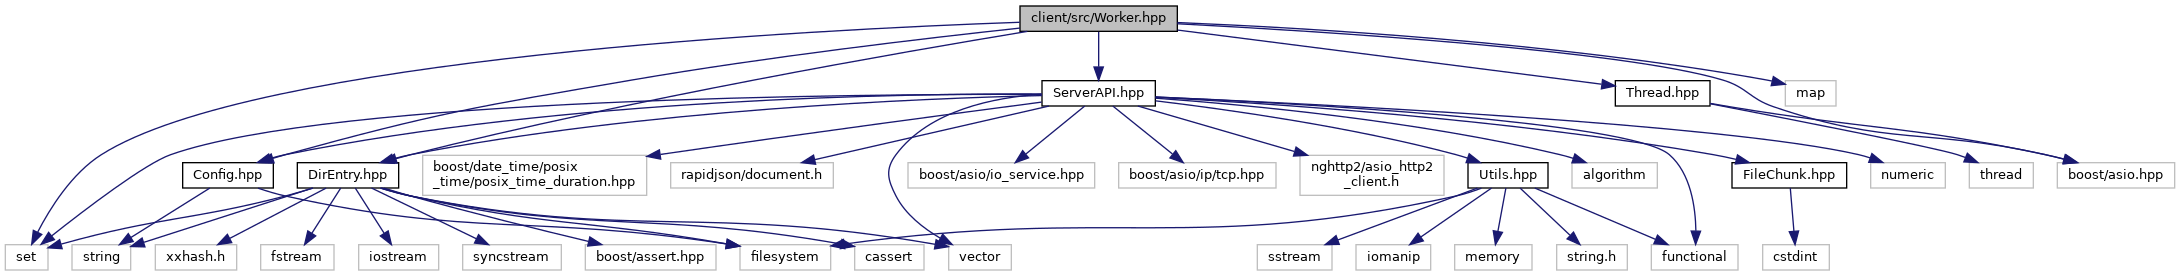 client/src/Worker.hpp
ServerAPI.hpp
Thread.hpp
map
Config.hpp
DirEntry.hpp
boost/date_time/posix
_time/posix_time_duration.hpp
rapidjson/document.h
boost/asio/io_service.hpp
boost/asio/ip/tcp.hpp
nghttp2/asio_http2
_client.h
Utils.hpp
algorithm
FileChunk.hpp
numeric
thread
boost/asio.hpp
set
string
xxhash.h
fstream
iostream
syncstream
boost/assert.hpp
filesystem
cassert
vector
sstream
iomanip
memory
string.h
functional
cstdint